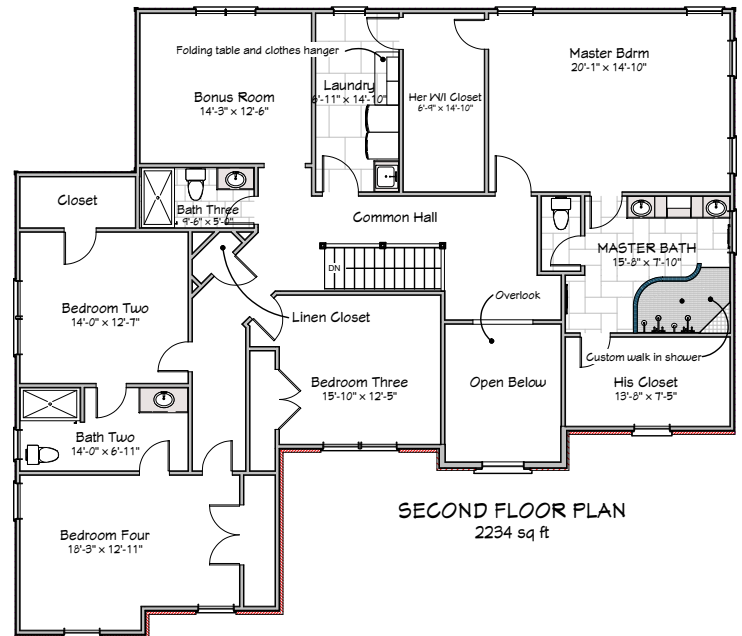 Folding table and clothes hanger
Bonus Room
14'-3" x 12'-6"
Laundry
6'-11" x 14'-10"
Her W/I Closet
6'-9" x 14'-10"
Master Bdrm
20'-1" x 14'-10"
Closet
Bath Three
9'-6" x 5'-0"
Common Hall
MASTER BATH
15'-8" x 7'-10"
DN
Bedroom Two
14'-0" x 12'-7"
Linen Closet
Overlook
Custom walk in shower
Bedroom Three
15'-10" x 12'-5"
Open Below
His Closet
13'-8" x 7'-5"
Bath Two
14'-0" x 6'-11"
Bedroom Four
18'-3" x 12'-11"
SECOND FLOOR PLAN
2234 sq ft